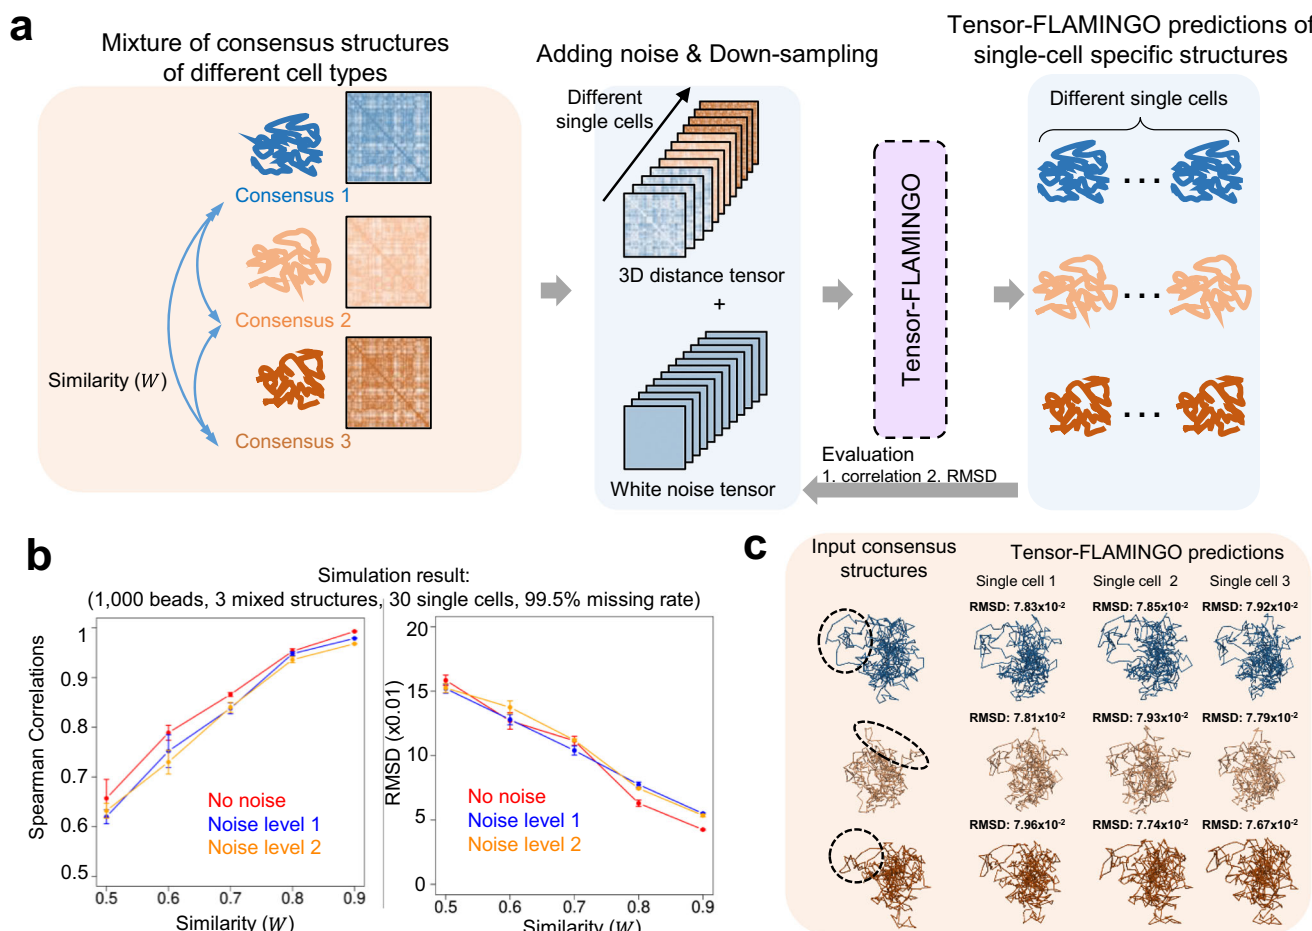 a
Mixture of consensus structures
of different cell types
Consensus 1
Consensus 2
Consensus 3
Similarity (W)
Adding noise & Down-sampling
Different
single cells
3D distance tensor
+
White noise tensor
Tensor-FLAMINGO
Evaluation
1. correlation 2. RMSD
Tensor-FLAMINGO predictions of
single-cell specific structures
Different single cells
...
...
...
b
Simulation result:
(1,000 beads, 3 mixed structures, 30 single cells, 99.5% missing rate)
Spearman Correlations
1
0.9
0.8
0.7
0.6
0.5
No noise
Noise level 1
Noise level 2
0.5 0.6 0.7 0.8 0.9
Similarity (W)
RMSD (x0.01)
20
15
10
5
0
No noise
Noise level 1
Noise level 2
0.5 0.6 0.7 0.8 0.9
Similarity (W)
c
Input consensus
structures
Tensor-FLAMINGO predictions
Single cell 1 Single cell 2 Single cell 3
RMSD: 7.83x10⁻² RMSD: 7.85x10⁻² RMSD: 7.92x10⁻²
RMSD: 7.81x10⁻² RMSD: 7.93x10⁻² RMSD: 7.79x10⁻²
RMSD: 7.96x10⁻² RMSD: 7.74x10⁻² RMSD: 7.67x10⁻²